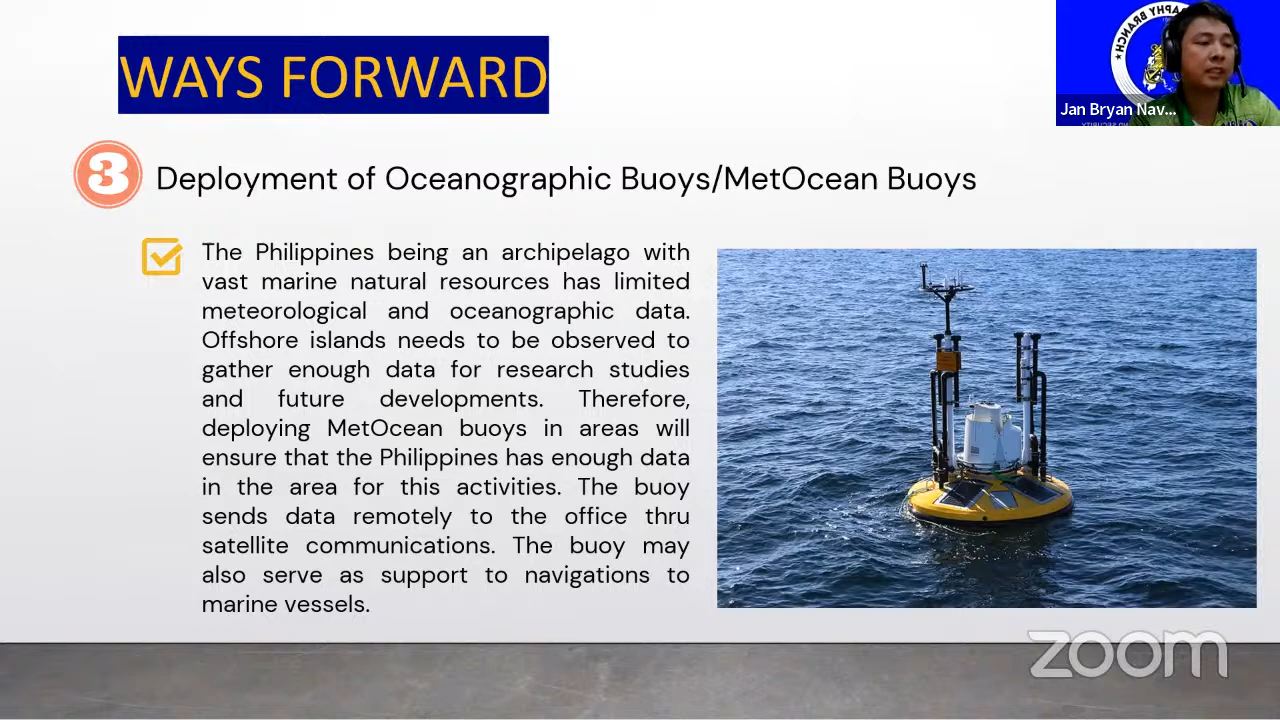 WAYS FORWARD
GRAPHY BRANCH
Jan Bryan Nav...
3
Deployment of Oceanographic Buoys/MetOcean Buoys
The Philippines being an archipelago with
vast marine natural resources has limited
meteorological and oceanographic data.
Offshore islands needs to be observed to
gather enough data for research studies
and future developments. Therefore,
deploying MetOcean buoys in areas will
ensure that the Philippines has enough data
in the area for this activities. The buoy
sends data remotely to the office thru
satellite communications. The buoy may
also serve as support to navigations to
marine vessels.
zoom